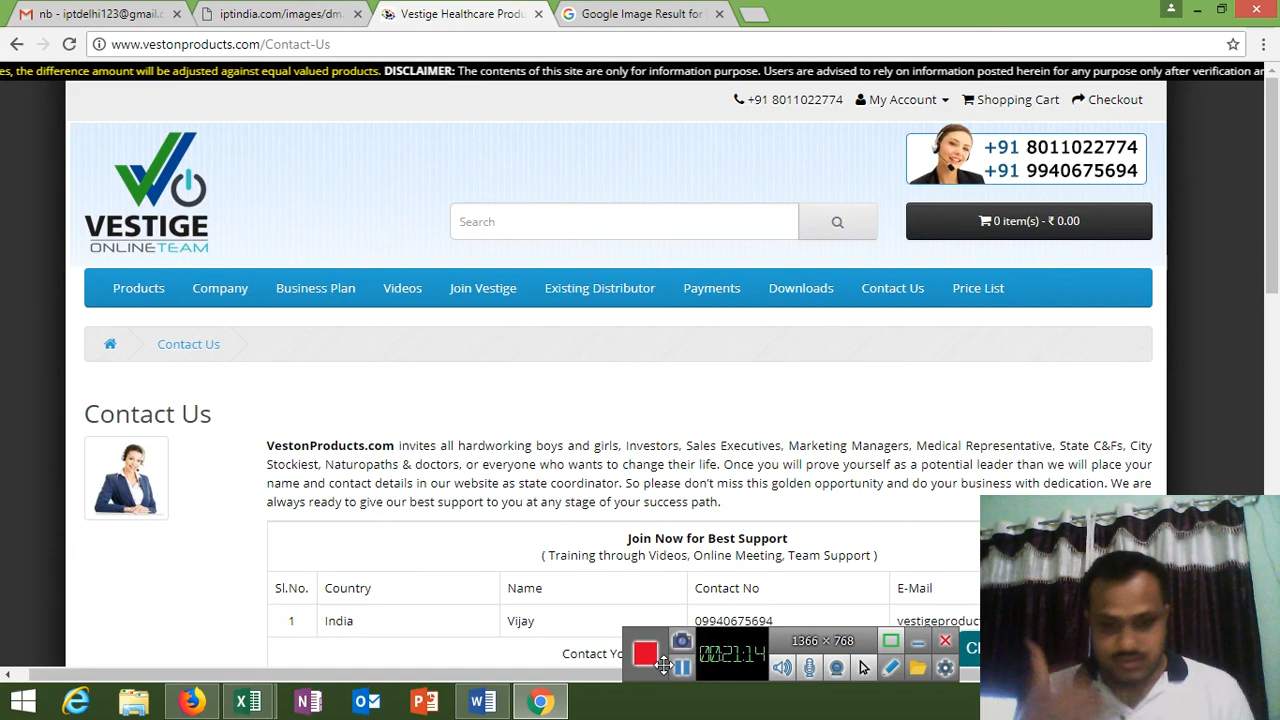 nb - iptdelhi123@gmail.c
iptindia.com/images/dm
Vestige Healthcare Produ
Google Image Result for
www.vestonproducts.com/Contact-Us
es, the difference amount will be adjusted against equal valued products. DISCLAIMER: The contents of this site are only for information purpose. Users are advised to rely on information posted herein for any purpose only after verification an
+91 8011022774 My Account Shopping Cart Checkout
VESTIGE
ONLINETEAM
Search
+91 8011022774
+91 9940675694
0 item(s) - ₹ 0.00
Products Company Business Plan Videos Join Vestige Existing Distributor Payments Downloads Contact Us Price List
Contact Us
Contact Us
VestonProducts.com invites all hardworking boys and girls, Investors, Sales Executives, Marketing Managers, Medical Representative, State C&Fs, City
Stockiest, Naturopaths & doctors, or everyone who wants to change their life. Once you will prove yourself as a potential leader than we will place your
name and contact details in our website as state coordinator. So please don't miss this golden opportunity and do your business with dedication. We are
always ready to give our best support to you at any stage of your success path.
Join Now for Best Support
( Training through Videos, Online Meeting, Team Support )
Sl.No. Country Name Contact No E-Mail
1 India Vijay 09940675694 vestigeproduc
Contact Yo
00:21:14
1366 × 768